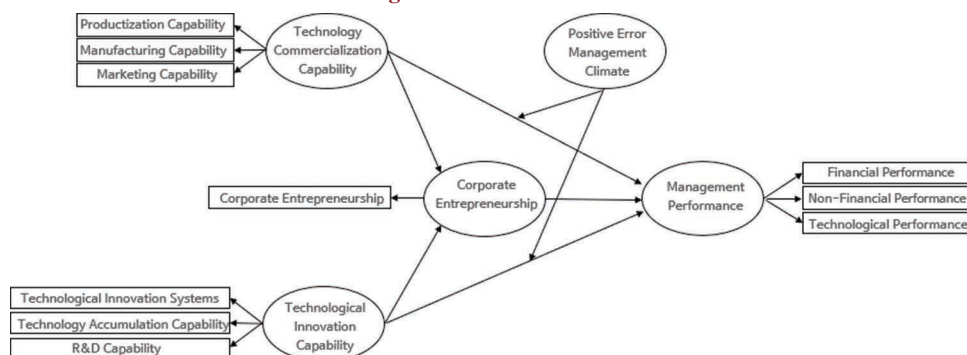 Productization Capability
Manufacturing Capability
Marketing Capability
Technology
Commercialization
Capability
Positive Error
Management
Climate
Corporate Entrepreneurship
Corporate
Entrepreneurship
Management
Performance
Financial Performance
Non-Financial Performance
Technological Performance
Technological Innovation Systems
Technology Accumulation Capability
R&D Capability
Technological
Innovation
Capability